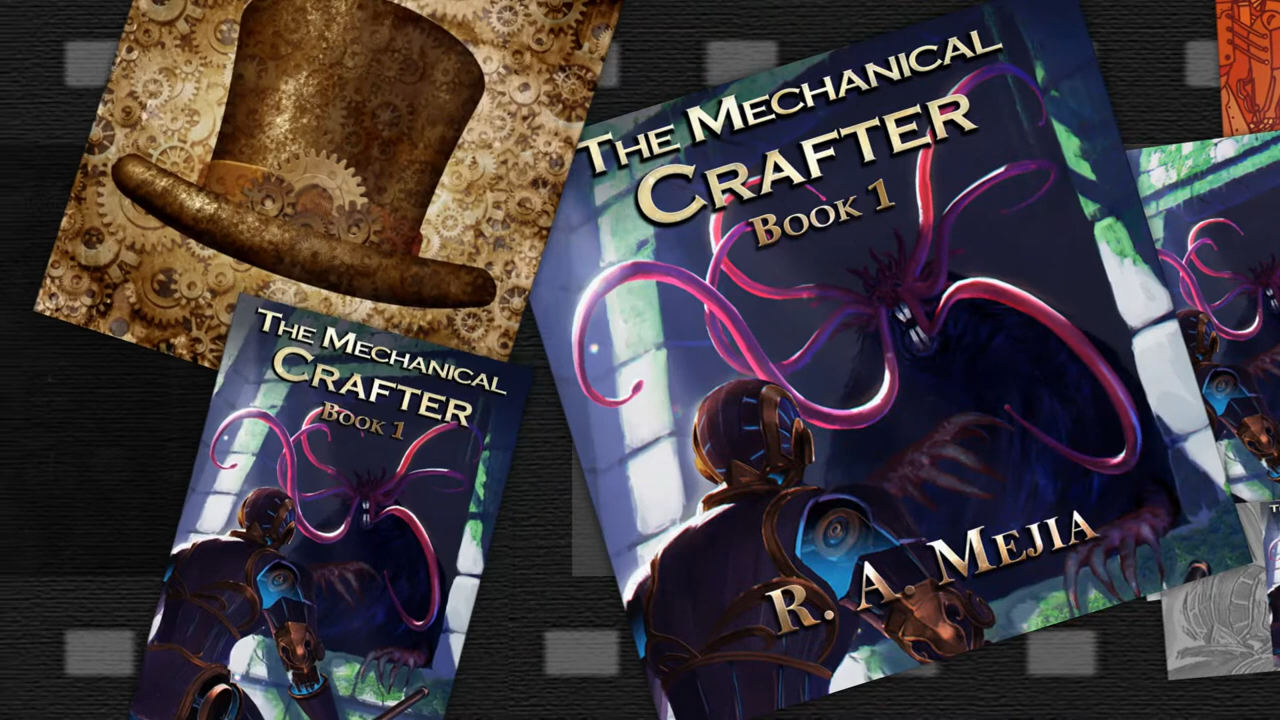 THE MECHANICAL
CRAFTER
BOOK 1
R. A. MEJIA
THE MECHANICAL
CRAFTER
BOOK 1